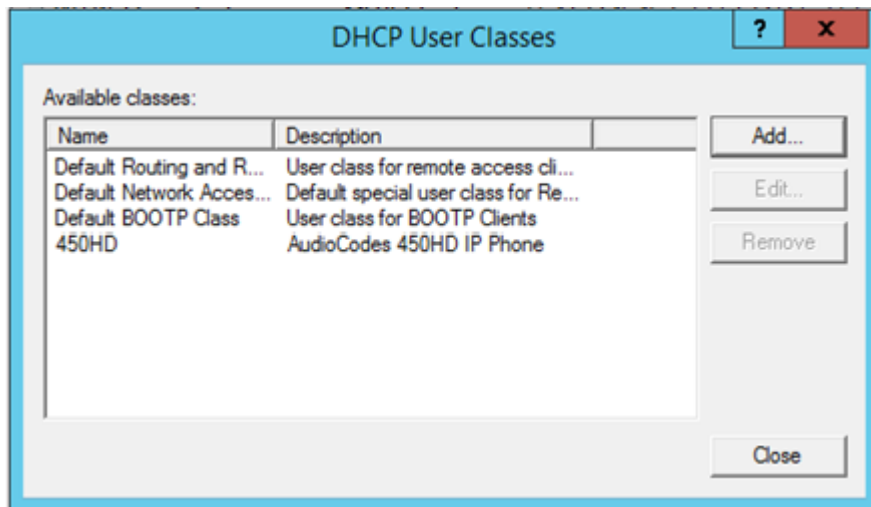 DHCP User Classes
?
x
Available classes:
Name Description
Default Routing and R... User class for remote access cli...
Default Network Acces... Default special user class for Re...
Default BOOTP Class User class for BOOTP Clients
450HD AudioCodes 450HD IP Phone
Add...
Edit...
Remove
Close